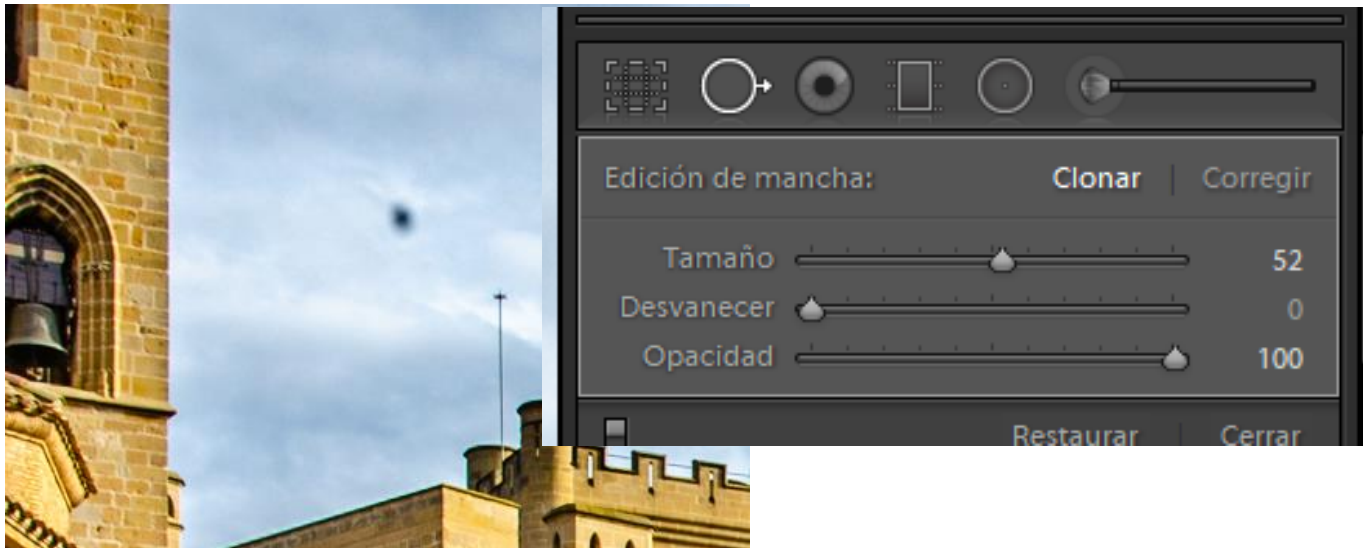 Edición de mancha: Clonar | Corregir
Tamaño 52
Desvanecer 0
Opacidad 100
Restaurar | Cerrar